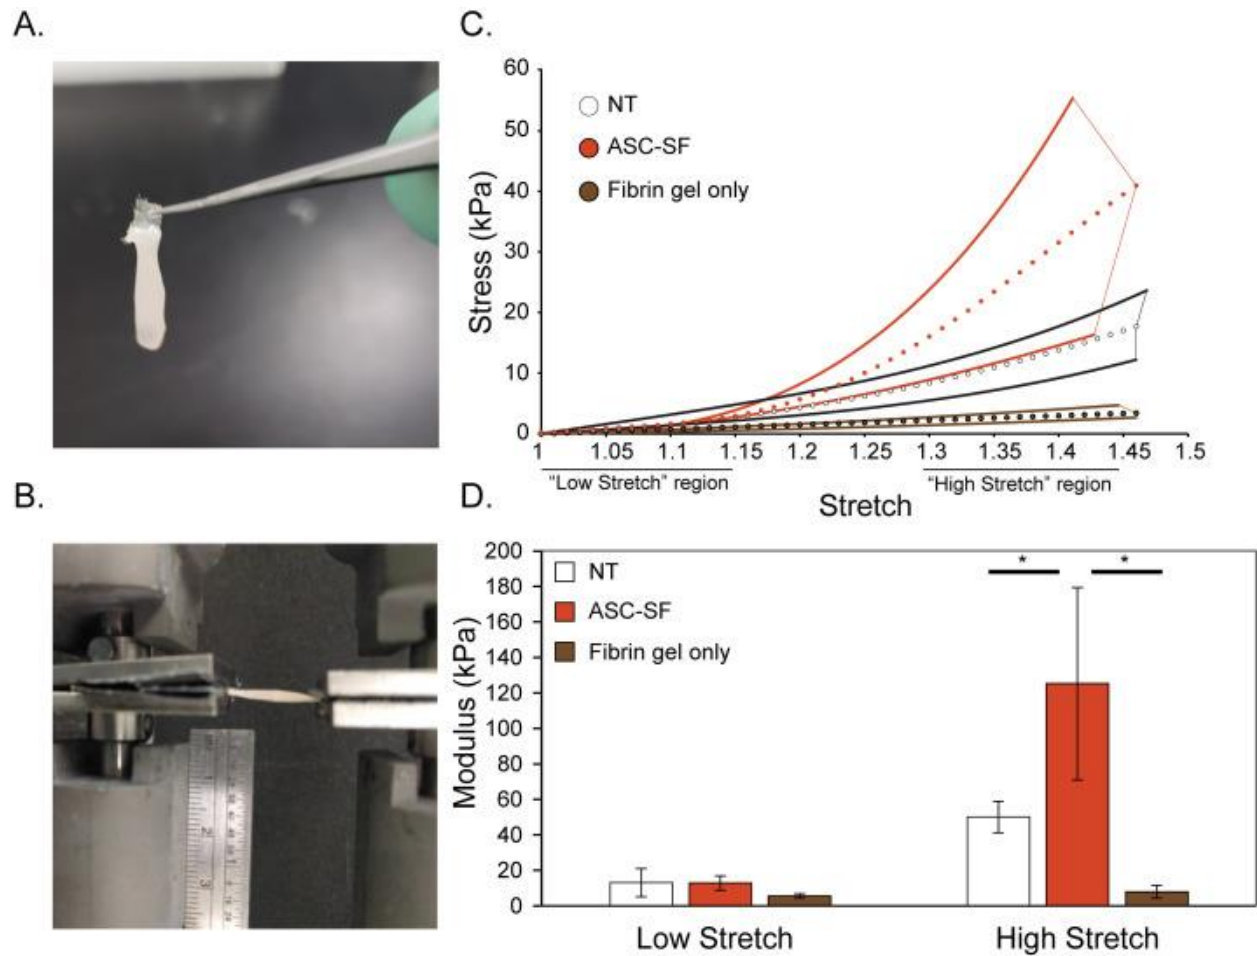 A.
C.
60
50
40
30
20
10
0
Stress (kPa)
NT
ASC-SF
Fibrin gel only
1 1.05 1.1 1.15 1.2 1.25 1.3 1.35 1.4 1.45 1.5
"Low Stretch" region
"High Stretch" region
Stretch
B.
1
2
3
D.
200
180
160
140
120
100
80
60
40
20
0
Modulus (kPa)
NT
ASC-SF
Fibrin gel only
* *
Low Stretch
High Stretch